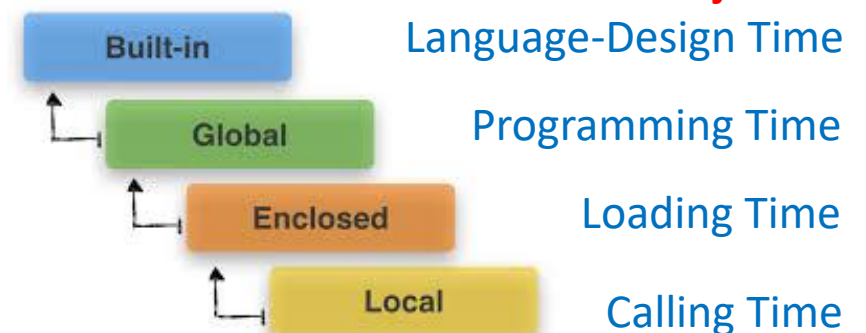 Built-in Language-Design Time
Global Programming Time
Enclosed Loading Time
Local Calling Time